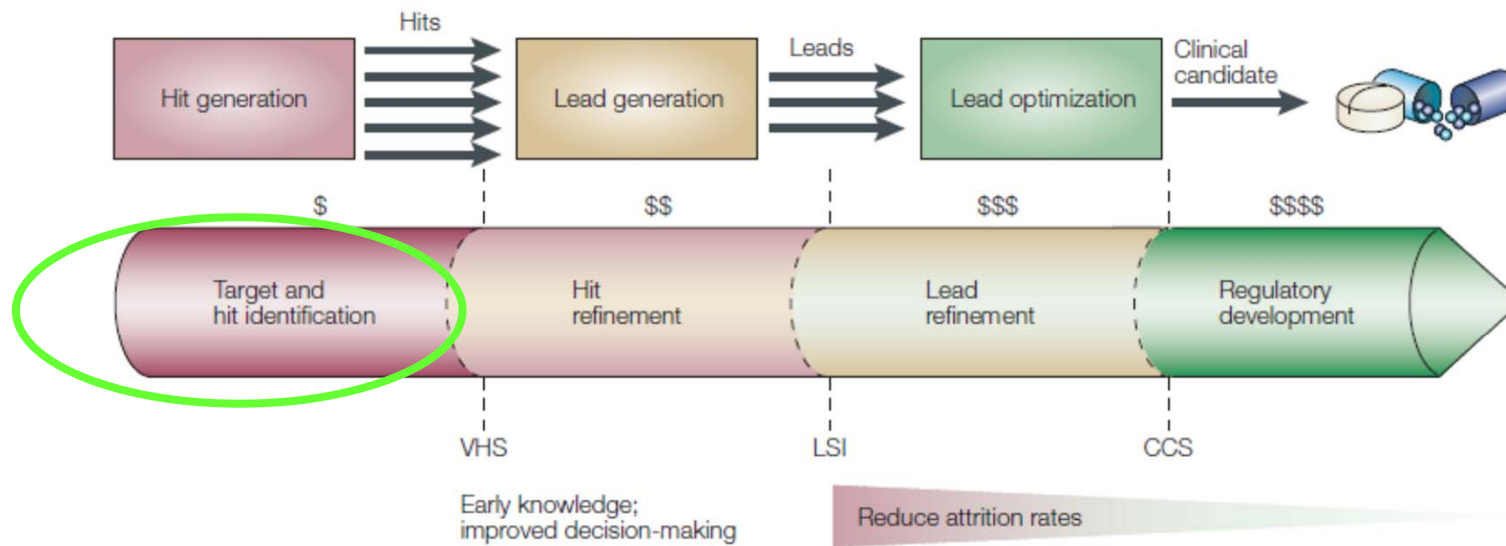 Hits
Leads
Clinical
candidate
Hit generation
Lead generation
Lead optimization
$
$$
$$$
$$$$
Target and
hit identification
Hit
refinement
Lead
refinement
Regulatory
development
VHS
LSI
CCS
Early knowledge;
improved decision-making
Reduce attrition rates